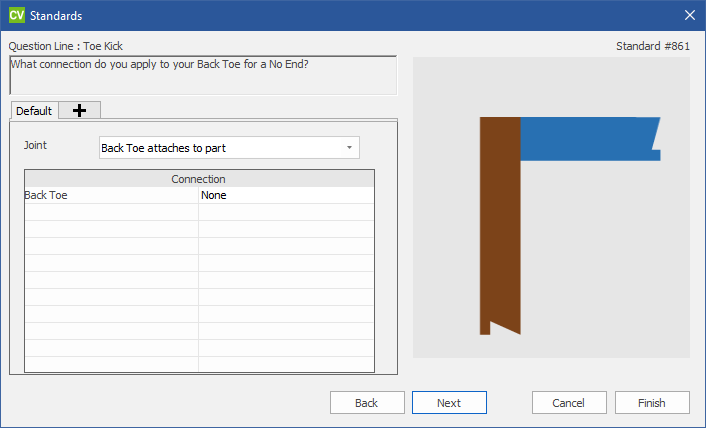 CV Standards
Question Line : Toe Kick
Standard #861
What connection do you apply to your Back Toe for a No End?
Default
Joint
Back Toe attaches to part
Connection
Back Toe None
Back
Next
Cancel
Finish